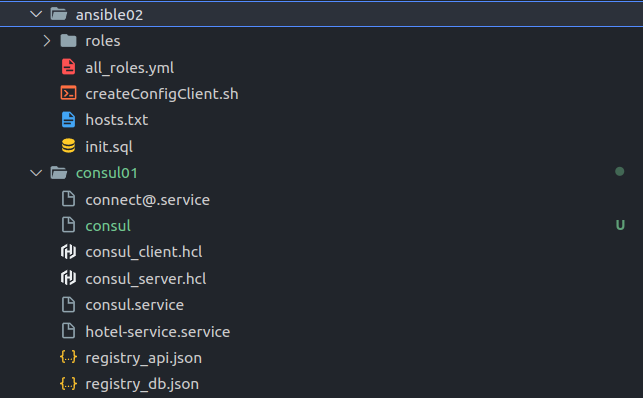 ansible02
roles
all_roles.yml
createConfigClient.sh
hosts.txt
init.sql
consul01
connect@.service
consul U
consul_client.hcl
consul_server.hcl
consul.service
hotel-service.service
registry_api.json
registry_db.json